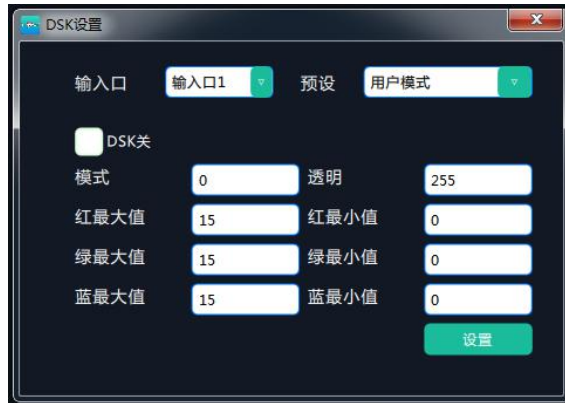 DSK设置
输入口 输入口1 预设 用户模式
DSK关
模式 0 透明 255
红最大值 15 红最小值 0
绿最大值 15 绿最小值 0
蓝最大值 15 蓝最小值 0
设置